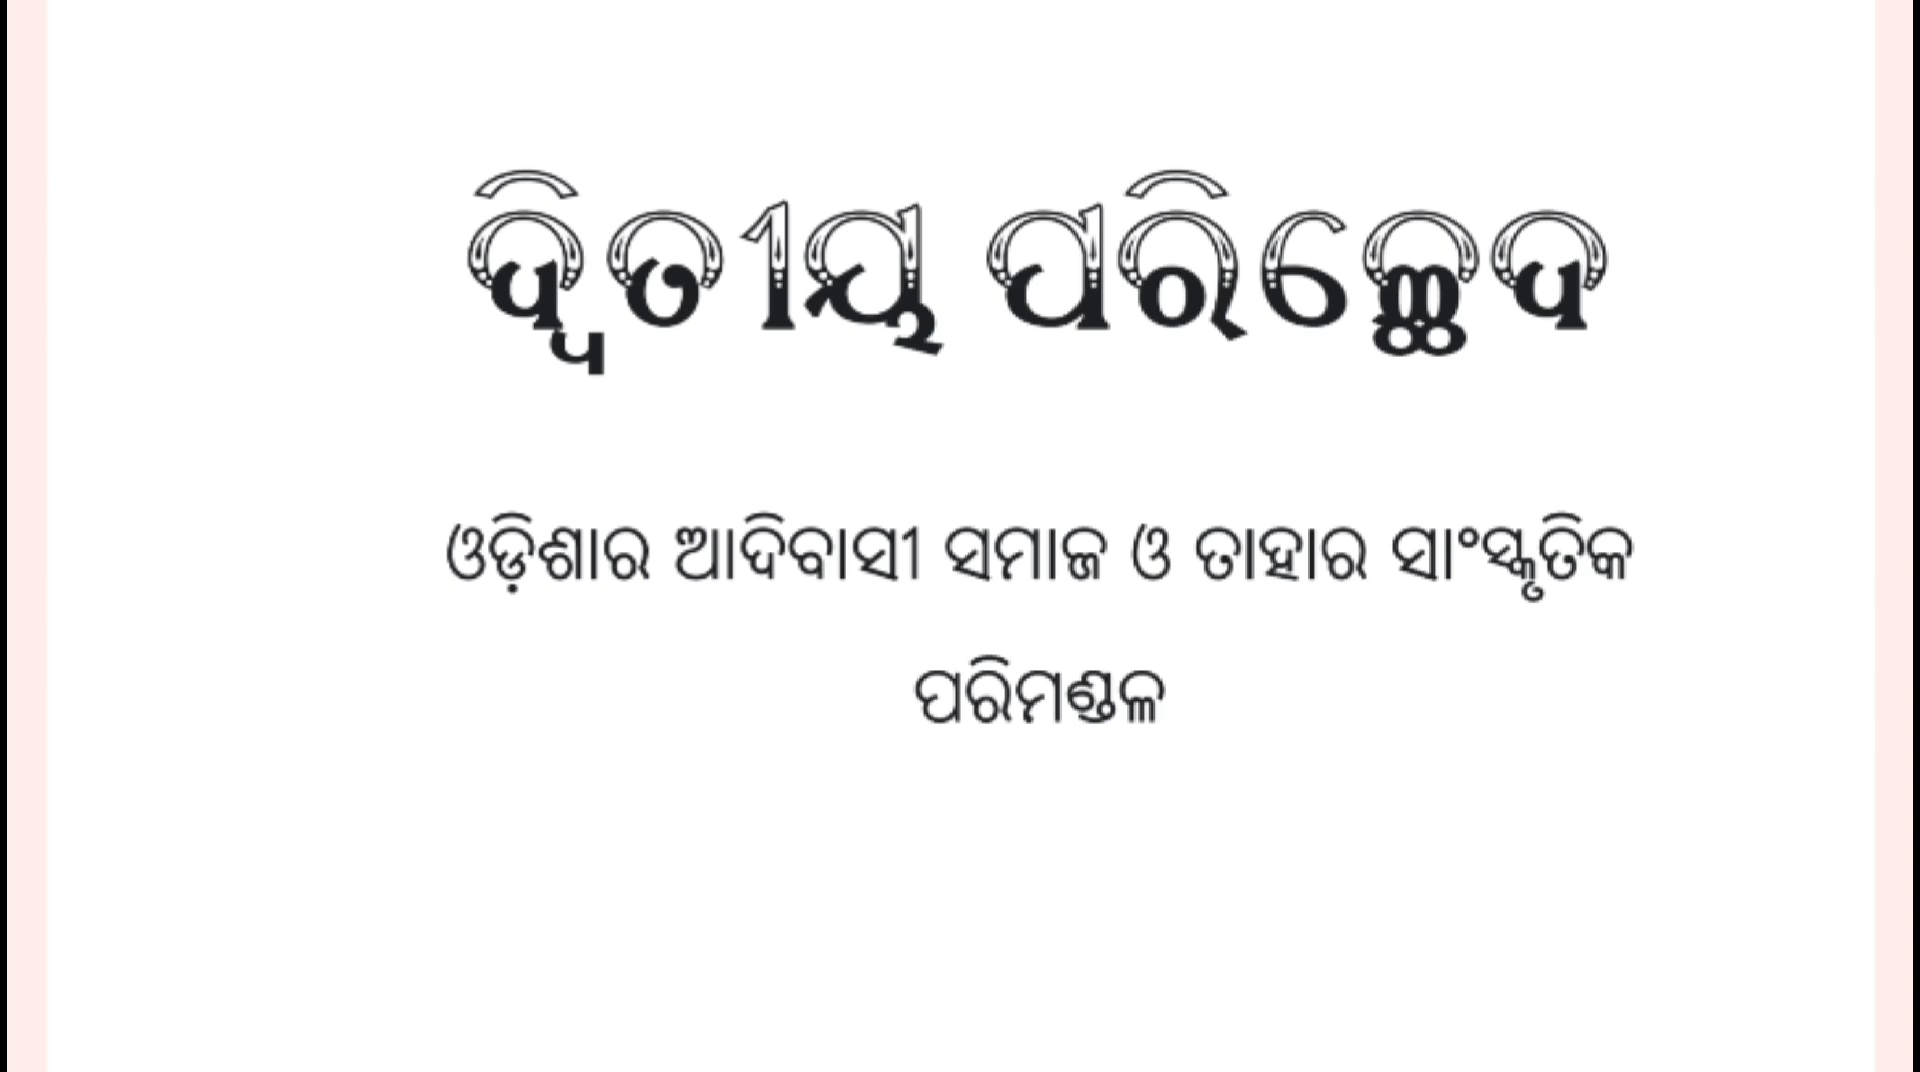 ଦ୍ୱିତୀୟ ପରିଚ୍ଛେଦ
ଓଡ଼ିଶାର ଆଦିବାସୀ ସମାଜ ଓ ତାହାର ସାଂସ୍କୃତିକ
ପରିମଣ୍ଡଳ